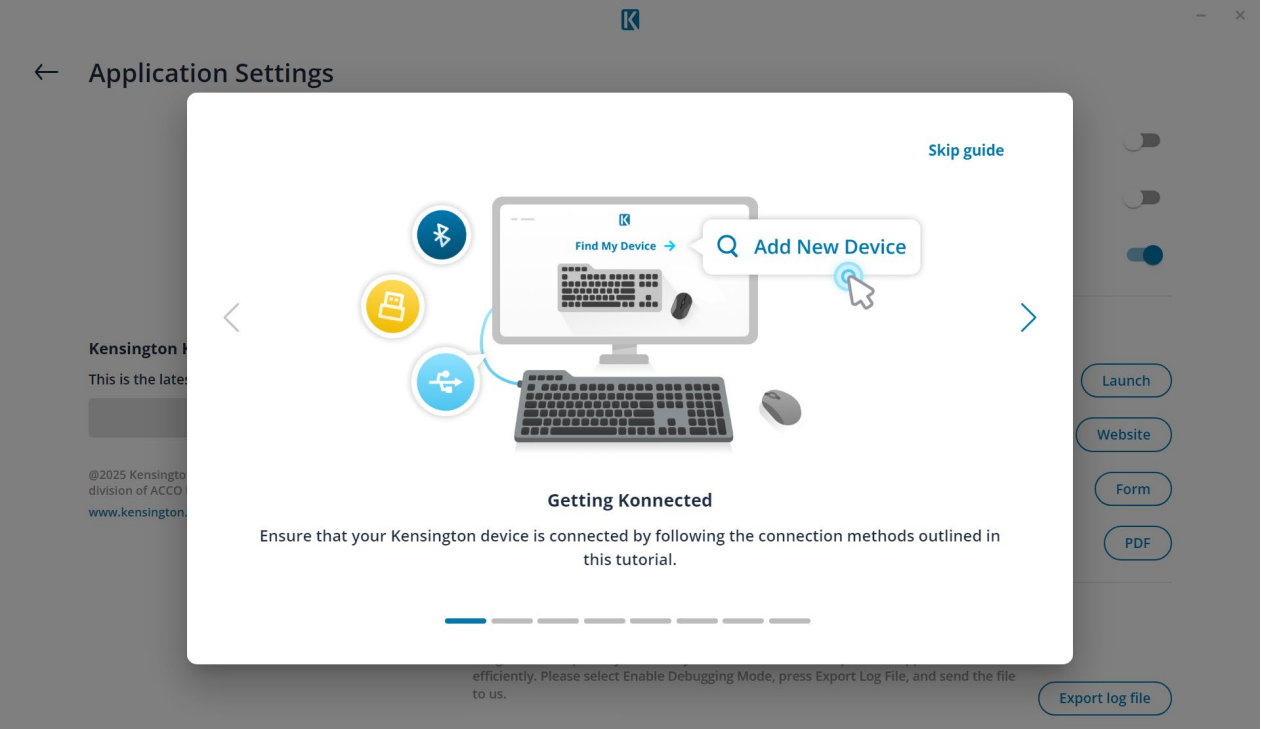 Application Settings
Skip guide
Find My Device
Add New Device
Kensington
This is the
Launch
Website
@2025
division of ACCO
www.kensington.
Form
PDF
Getting Konnected
Ensure that your Kensington device is connected by following the connection methods outlined in
this tutorial.
efficiently. Please select Enable Debugging Mode, press Export Log File, and send the file
to us.
Export log file